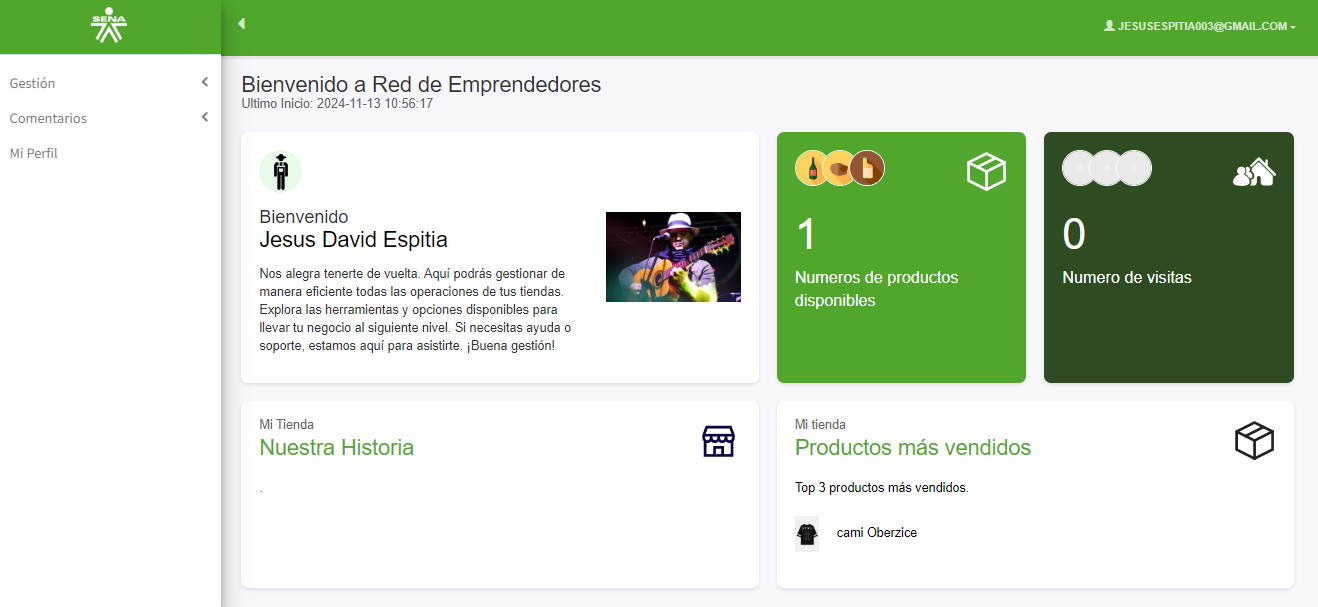 SENA
JESUSESPITIA003@GMAIL.COM
Gestión
Comentarios
Mi Perfil
Bienvenido a Red de Emprendedores
Ultimo Inicio: 2024-11-13 10:56:17
Bienvenido
Jesus David Espitia
Nos alegra tenerte de vuelta. Aquí podrás gestionar de
manera eficiente todas las operaciones de tus tiendas.
Explora las herramientas y opciones disponibles para
llevar tu negocio al siguiente nivel. Si necesitas ayuda o
soporte, estamos aquí para asistirte. ¡Buena gestión!
1
Numeros de productos
disponibles
0
Numero de visitas
Mi Tienda
Nuestra Historia
.
Mi tienda
Productos más vendidos
Top 3 productos más vendidos.
cami Oberzice